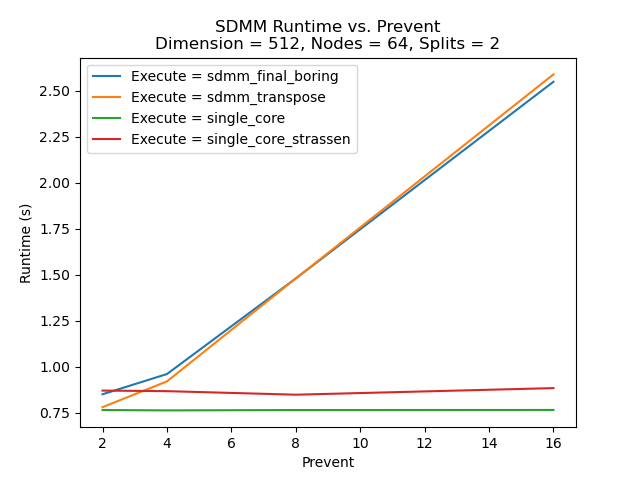 SDMM Runtime vs. Prevent
Dimension = 512, Nodes = 64, Splits = 2
Execute = sdmm_final_boring
Execute = sdmm_transpose
Execute = single_core
Execute = single_core_strassen
Runtime (s)
2.50
2.25
2.00
1.75
1.50
1.25
1.00
0.75
2 4 6 8 10 12 14 16
Prevent